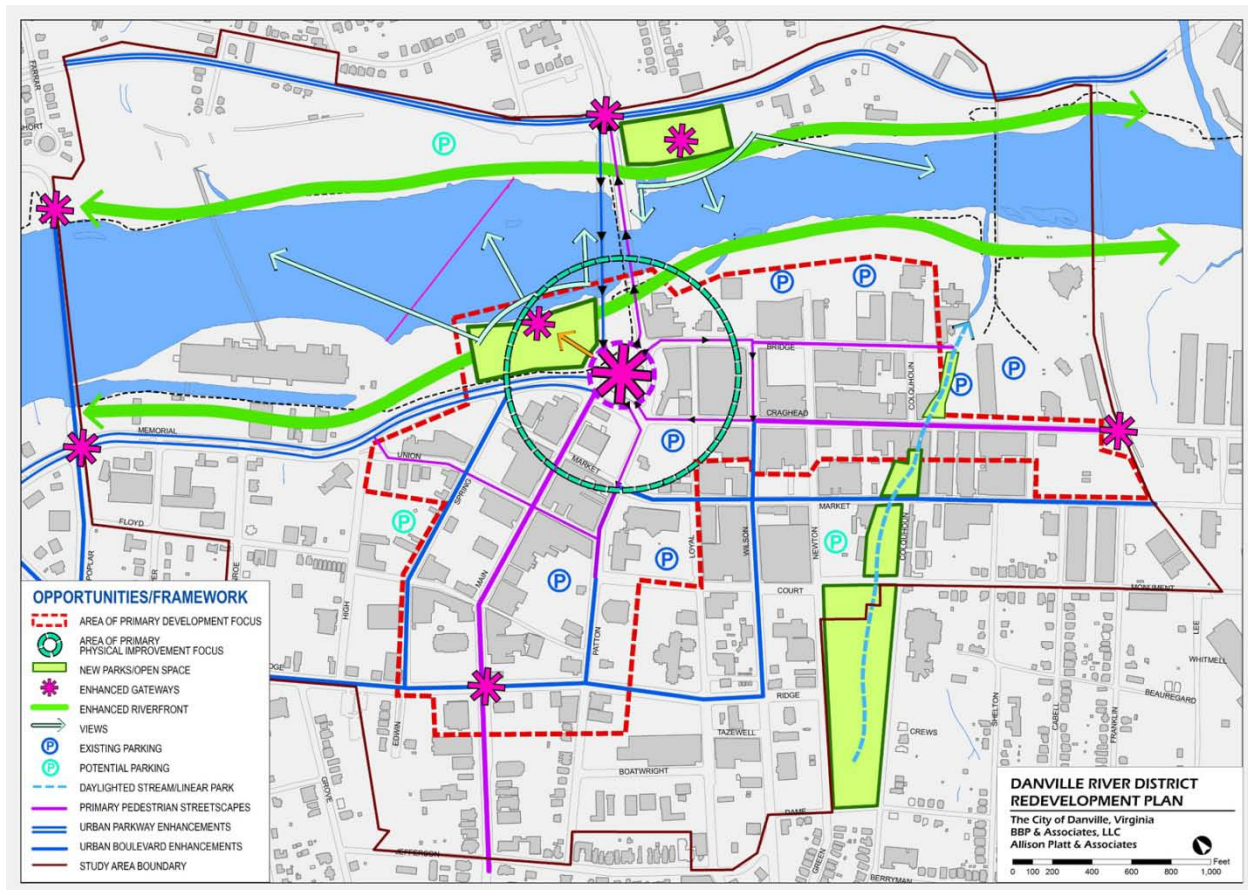 FARRAR
SHORT
P
P
P
BRIDGE
COLQUHOUN
P
P
CRAGHEAD
MEMORIAL
P
UNION
MARKET
SPRING
MARKET
FLOYD
P
P
P
LOYAL
WILSON
NEWTON
P
COLQUHOUN
POPLAR
MAIN
COURT
MONUMENT
HIGH
PATTON
LEE
WHITMELL
BEAUREGARD
RIDGE
EDWIN
TAZEWELL
SHELTON
CABELL
FRANKLIN
CREWS
BOATWRIGHT
GROVE
DAME
JEFFERSON
GREEN
BERRYMAN
OPPORTUNITIES/FRAMEWORK
AREA OF PRIMARY DEVELOPMENT FOCUS
AREA OF PRIMARY
PHYSICAL IMPROVEMENT FOCUS
NEW PARKS/OPEN SPACE
ENHANCED GATEWAYS
ENHANCED RIVERFRONT
VIEWS
P EXISTING PARKING
P POTENTIAL PARKING
DAYLIGHTED STREAM/LINEAR PARK
PRIMARY PEDESTRIAN STREETSCAPES
URBAN PARKWAY ENHANCEMENTS
URBAN BOULEVARD ENHANCEMENTS
STUDY AREA BOUNDARY
DANVILLE RIVER DISTRICT
REDEVELOPMENT PLAN
The City of Danville, Virginia
BBP & Associates, LLC
Allison Platt & Associates
0 100 200 400 600 800 1,000 Feet